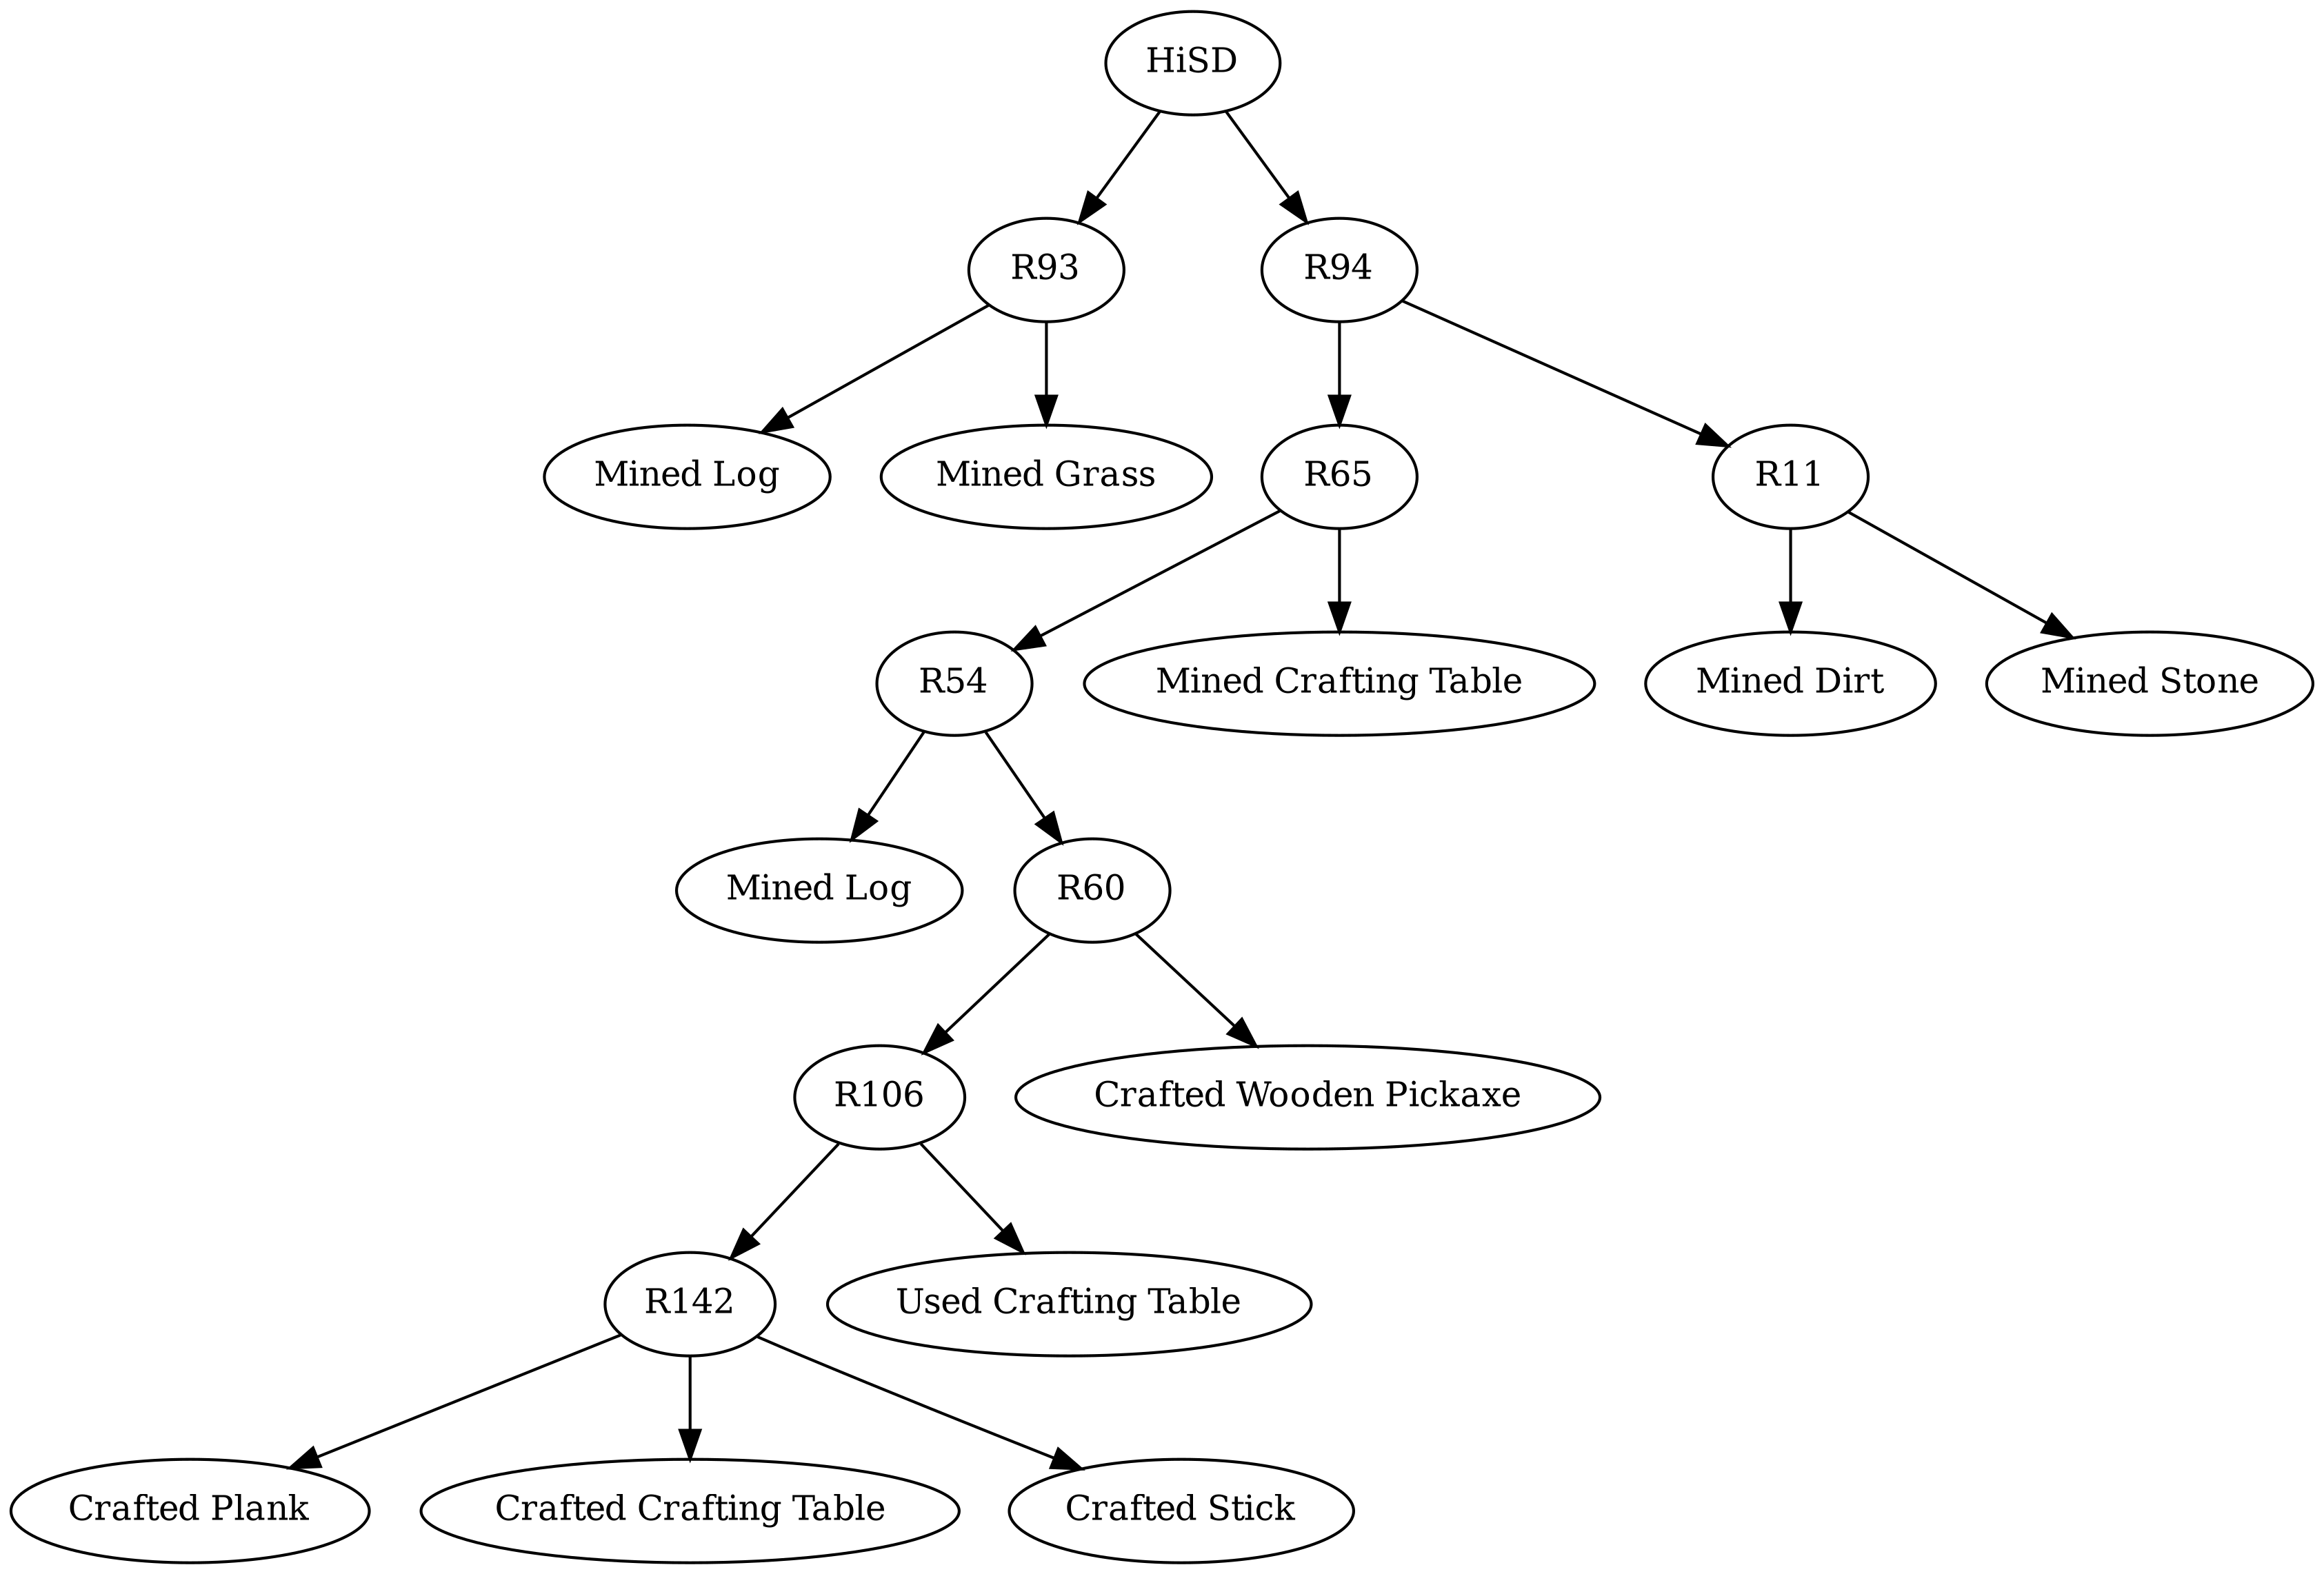 HiSD
R93
R94
Mined Log
Mined Grass
R65
R11
R54
Mined Crafting Table
Mined Dirt
Mined Stone
Mined Log
R60
R106
Crafted Wooden Pickaxe
R142
Used Crafting Table
Crafted Plank
Crafted Crafting Table
Crafted Stick